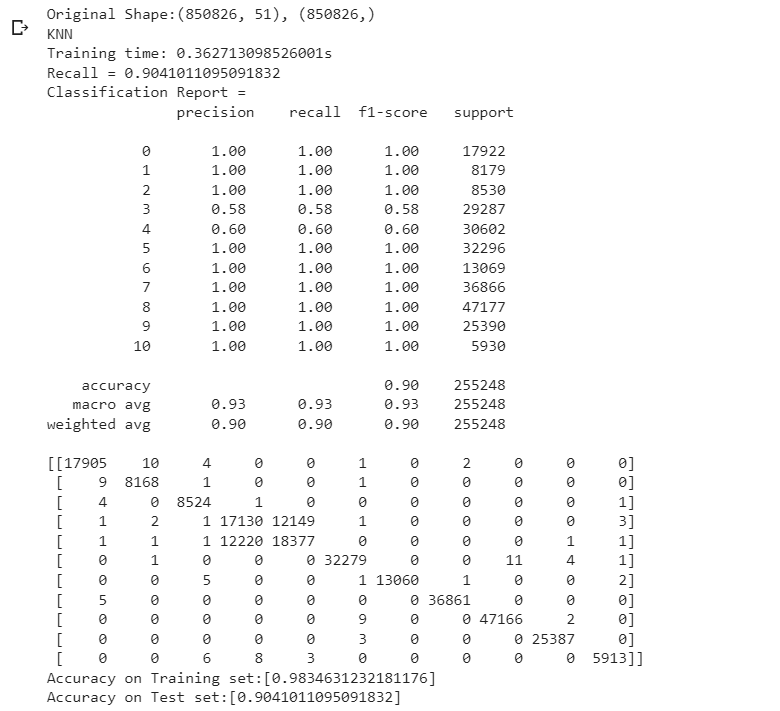 Original Shape:(850826, 51), (850826,)
KNN
Training time: 0.362713098526001s
Recall = 0.9041011095091832
Classification Report =
precision recall f1-score support
0 1.00 1.00 1.00 17922
1 1.00 1.00 1.00 8179
2 1.00 1.00 1.00 8530
3 0.58 0.58 0.58 29287
4 0.60 0.60 0.60 30602
5 1.00 1.00 1.00 32296
6 1.00 1.00 1.00 13069
7 1.00 1.00 1.00 36866
8 1.00 1.00 1.00 47177
9 1.00 1.00 1.00 25390
10 1.00 1.00 1.00 5930
accuracy 0.90 255248
macro avg 0.93 0.93 0.93 255248
weighted avg 0.90 0.90 0.90 255248
[[17905 10 4 0 0 1 0 2 0 0 0]
[ 9 8168 1 0 0 1 0 0 0 0 0]
[ 4 0 8524 1 0 0 0 0 0 0 1]
[ 1 2 1 17130 12149 1 0 0 0 0 3]
[ 1 1 1 12220 18377 0 0 0 0 1 1]
[ 0 1 0 0 0 32279 0 0 11 4 1]
[ 0 0 5 0 0 1 13060 1 0 0 2]
[ 5 0 0 0 0 0 0 36861 0 0 0]
[ 0 0 0 0 0 9 0 0 47166 2 0]
[ 0 0 0 0 0 3 0 0 0 25387 0]
[ 0 0 6 8 3 0 0 0 0 0 5913]]
Accuracy on Training set:[0.9834631232181176]
Accuracy on Test set:[0.9041011095091832]